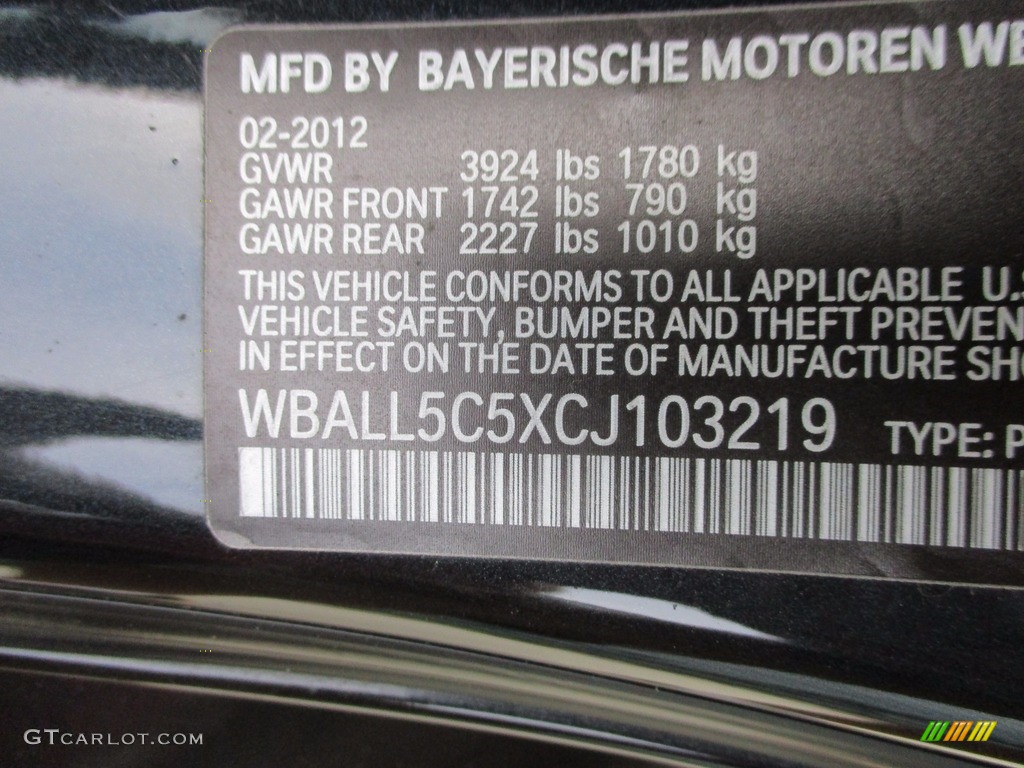 MFD BY BAYERISCHE MOTOREN WE
02-2012
GVWR 3924 lbs 1780 kg
GAWR FRONT 1742 lbs 790 kg
GAWR REAR 2227 lbs 1010 kg
THIS VEHICLE CONFORMS TO ALL APPLICABLE U.S
VEHICLE SAFETY, BUMPER AND THEFT PREVEN
IN EFFECT ON THE DATE OF MANUFACTURE SHO
WBALL5C5XCJ103219 TYPE: P
GTCARLOT.COM